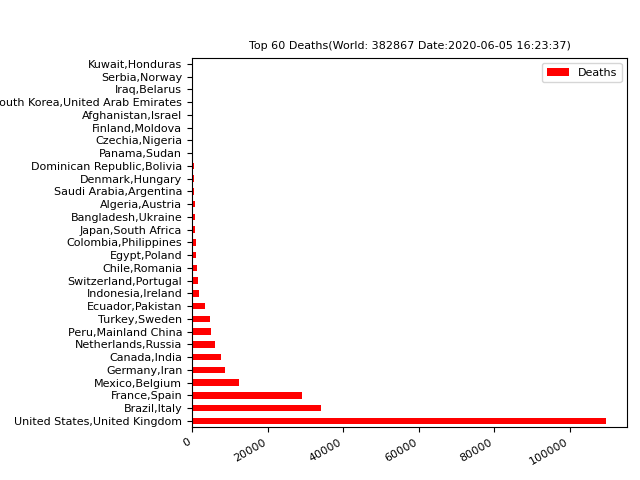 Top 60 Deaths(World: 382867 Date:2020-06-05 16:23:37)
Deaths
Kuwait,Honduras
Serbia,Norway
Iraq,Belarus
outh Korea,United Arab Emirates
Afghanistan,Israel
Finland,Moldova
Czechia,Nigeria
Panama,Sudan
Dominican Republic,Bolivia
Denmark,Hungary
Saudi Arabia,Argentina
Algeria,Austria
Bangladesh,Ukraine
Japan,South Africa
Colombia,Philippines
Egypt,Poland
Chile,Romania
Switzerland,Portugal
Indonesia,Ireland
Ecuador,Pakistan
Turkey,Sweden
Peru,Mainland China
Netherlands,Russia
Canada,India
Germany,Iran
Mexico,Belgium
France,Spain
Brazil,Italy
United States,United Kingdom
0 20000 40000 60000 80000 100000